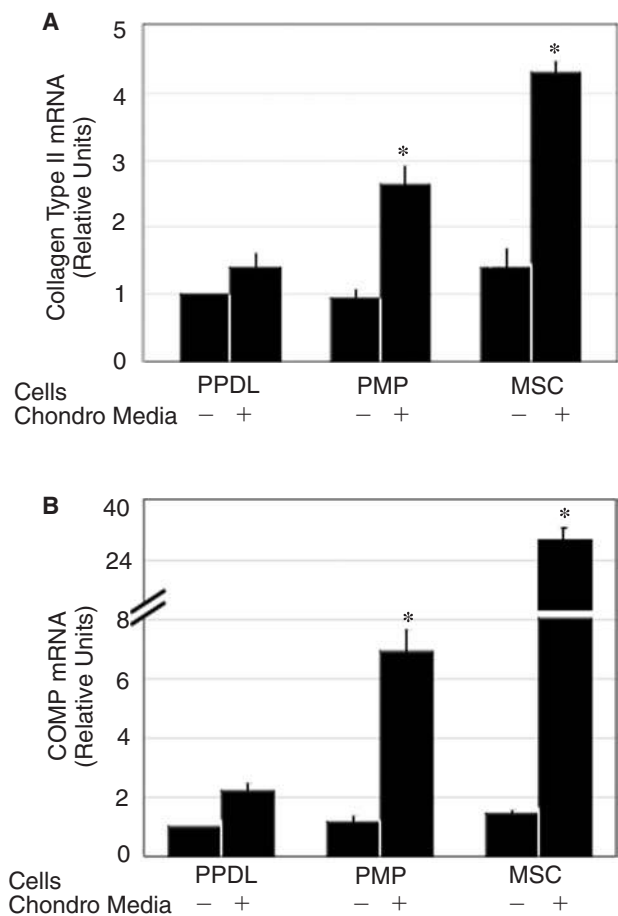 A
Collagen Type II mRNA
(Relative Units)
5
4
3
2
1
0
*
*
PPDL PMP MSC
Cells
Chondro Media − + − + − +
B
COMP mRNA
(Relative Units)
40
24
8
6
4
2
0
*
*
PPDL PMP MSC
Cells
Chondro Media − + − + − +